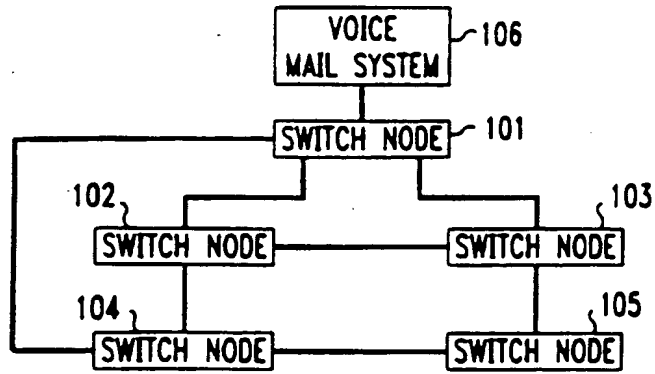 VOICE
MAIL SYSTEM
106
SWITCH NODE
101
102
103
SWITCH NODE
SWITCH NODE
104
105
SWITCH NODE
SWITCH NODE